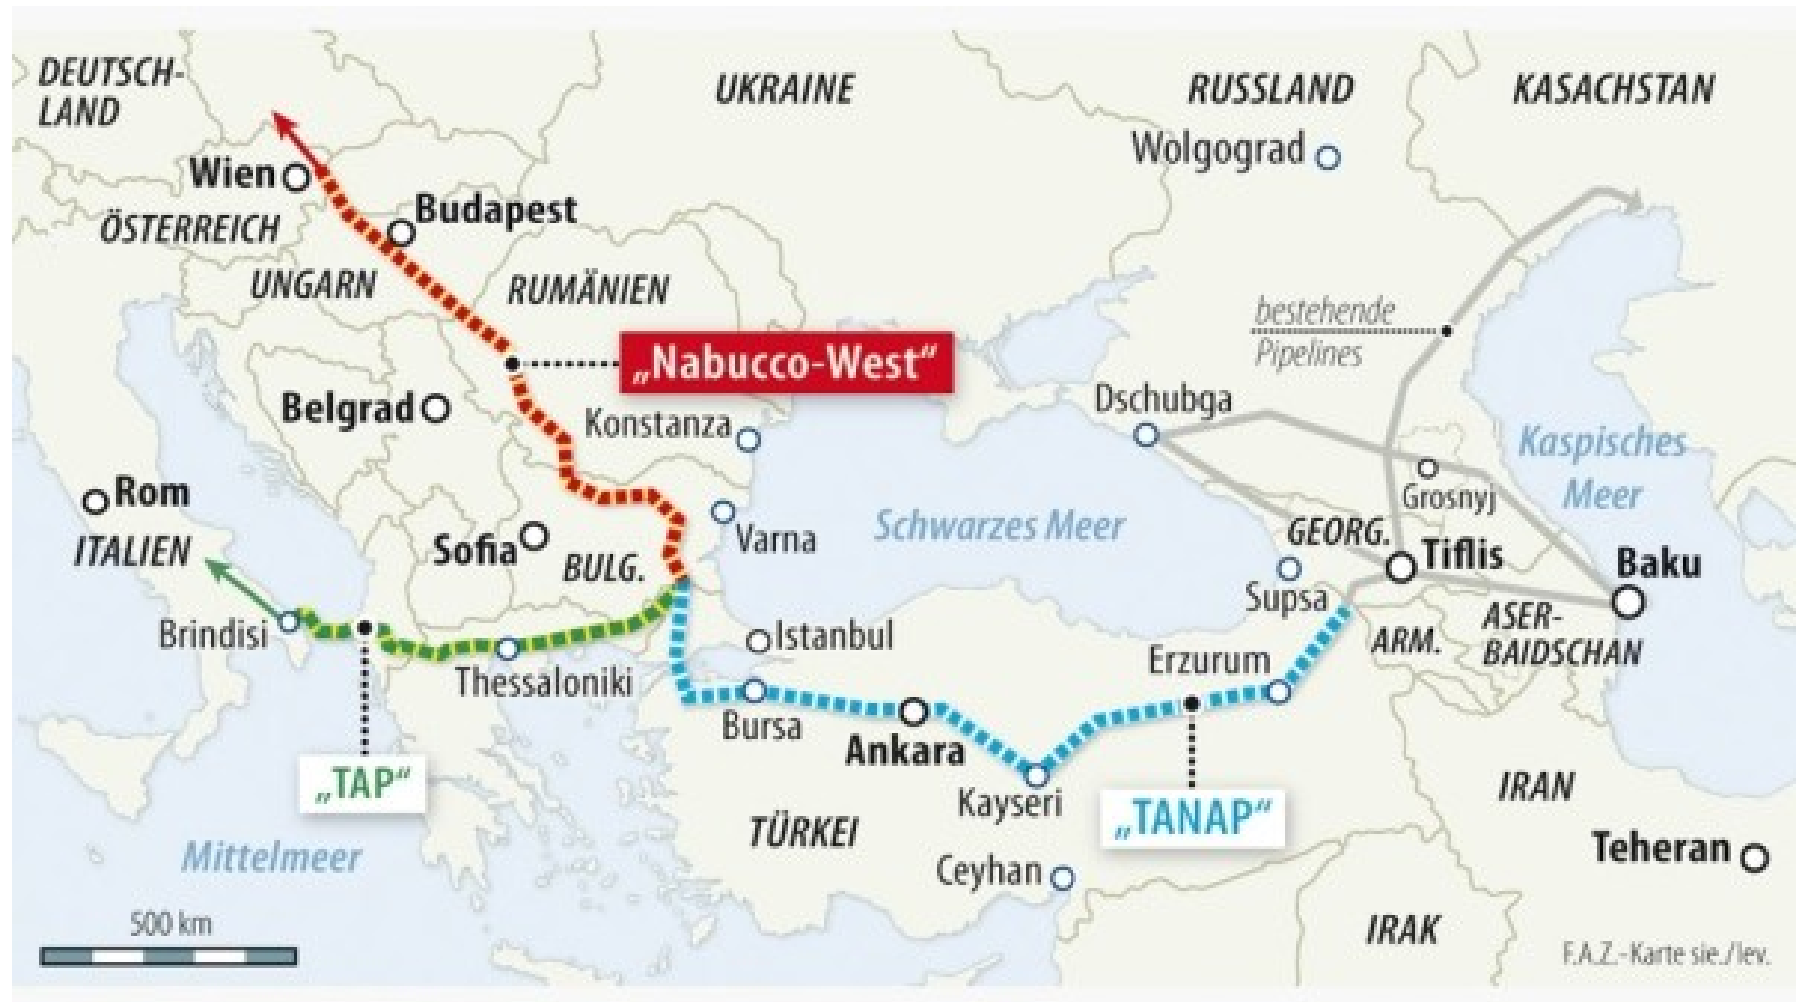 DEUTSCH-
LAND
UKRAINE
RUSSLAND
KASACHSTAN
Wolgograd
Wien
Budapest
ÖSTERREICH
UNGARN
RUMÄNIEN
bestehende
Pipelines
„Nabucco-West“
Dschubga
Belgrad
Konstanza
Kaspisches
Meer
Rom
Grosnyj
ITALIEN
Sofia
BULG.
Varna
Schwarzes Meer
GEORG.
Tiflis
Baku
Supsa
Brindisi
Istanbul
ASER-
BAIDSCHAN
ARM.
Thessaloniki
Erzurum
Bursa
Ankara
„TAP“
Kayseri
„TANAP“
IRAN
TÜRKEI
Teheran
Mittelmeer
Ceyhan
500 km
IRAK
F.A.Z.-Karte sie./lev.